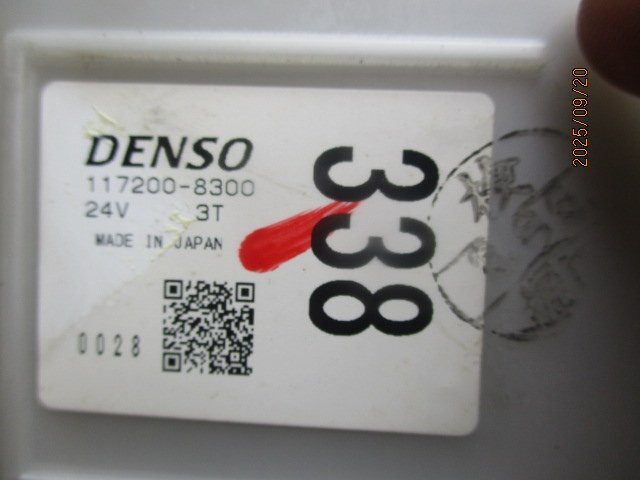 DENSO
117200-8300
24V 3T
MADE IN JAPAN
0028
338
2025/09/20